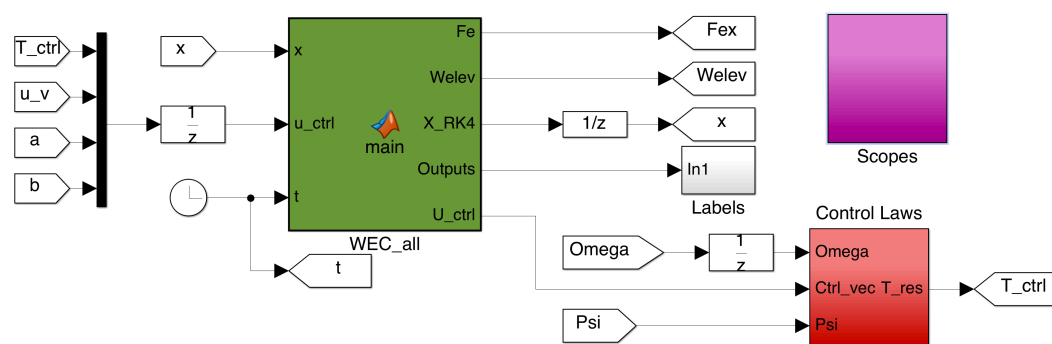 T_ctrl
u_v
a
b
1
z
x
x
u_ctrl
t
main
Fe
Welev
X_RK4
Outputs
U_ctrl
WEC_all
t
Fex
Welev
1/z
x
In1
Labels
Scopes
Control Laws
Omega
1
z
Psi
Omega
Ctrl_vec T_res
Psi
T_ctrl